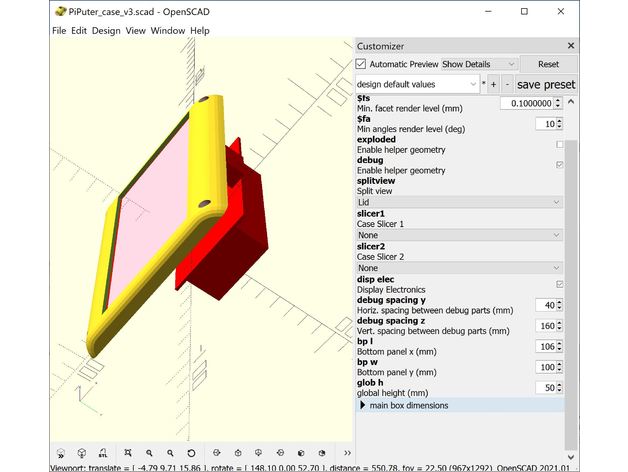 PiPuter_case_v3.scad - OpenSCAD
File Edit Design View Window Help
Customizer
Automatic Preview Show Details Reset
design default values * + - save preset
$fs
Min. facet render level (mm)
0.1000000
$fa
Min angles render level (deg)
10
exploded
Enable helper geometry
debug
Enable helper geometry
splitview
Split view
Lid
slicer1
Case Slicer 1
None
slicer2
Case Slicer 2
None
disp elec
Display Electronics
debug spacing y
Horiz. spacing between debug parts (mm)
40
debug spacing z
Vert. spacing between debug parts (mm)
160
bp l
Bottom panel x (mm)
106
bp w
Bottom panel y (mm)
100
glob h
global height (mm)
50
main box dimensions
STL
Viewport: translate = [ -4.79 9.71 15.86 ], rotate = [ 148.10 0.00 52.70 ], distance = 550.78, fov = 22.50 (967x1292) OpenSCAD 2021.01